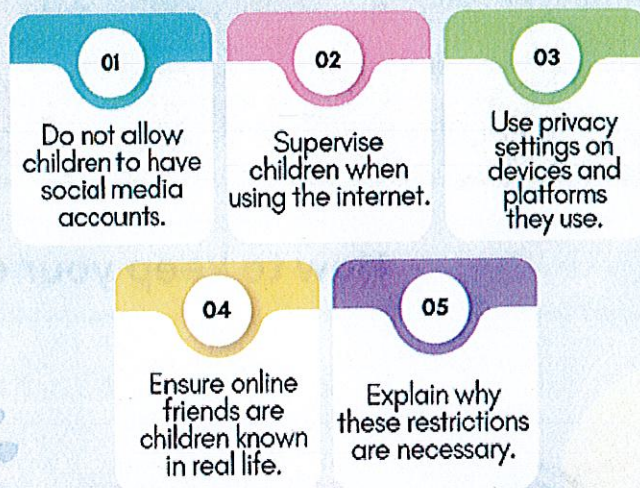 01
Do not allow
children to have
social media
accounts.
02
Supervise
children when
using the internet.
03
Use privacy
settings on
devices and
platforms
they use.
04
Ensure online
friends are
children known
in real life.
05
Explain why
these restrictions
are necessary.